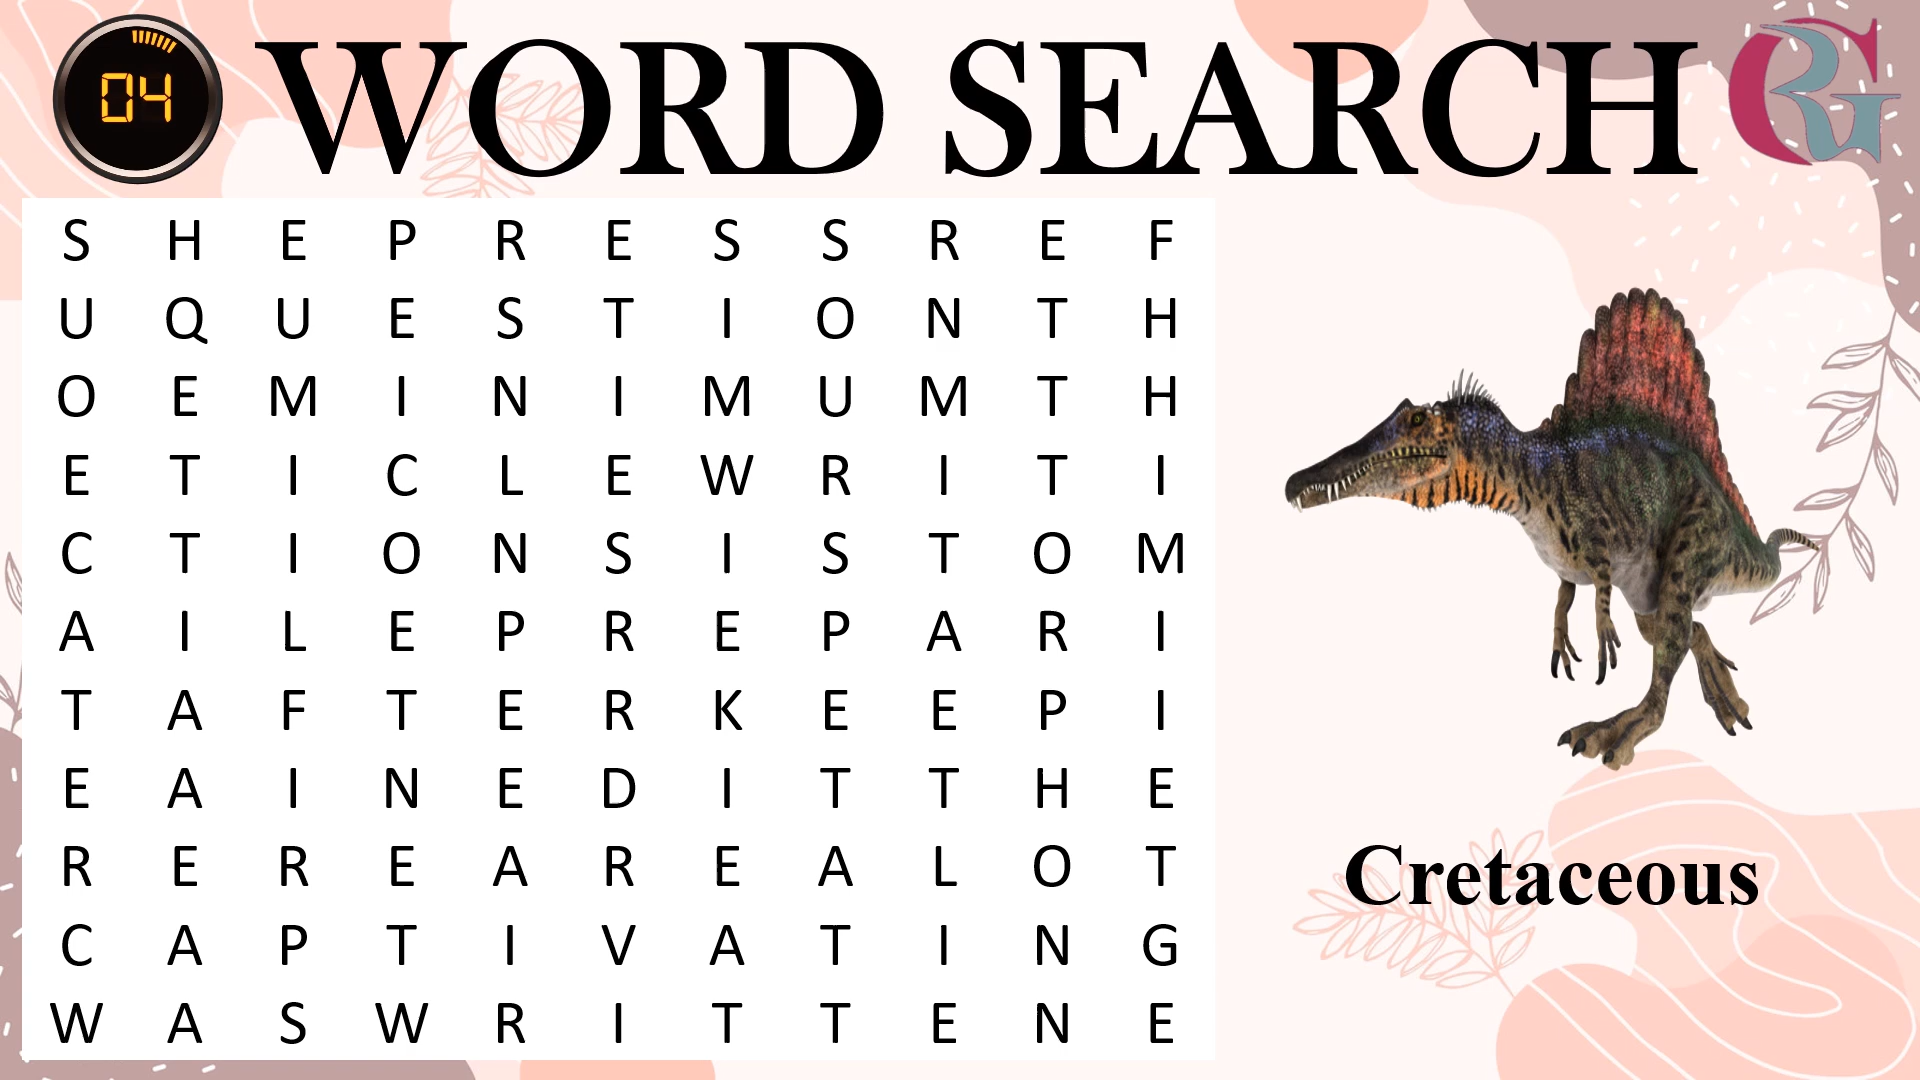 04
WORD SEARCH
S H E P R E S S R E F
U Q U E S T I O N T H
O E M I N I M U M T H
E T I C L E W R I T I
C T I O N S I S T O M
A I L E P R E P A R I
T A F T E R K E E P I
E A I N E D I T T H E
R E R E A R E A L O T
C A P T I V A T I N G
W A S W R I T T E N E
Cretaceous